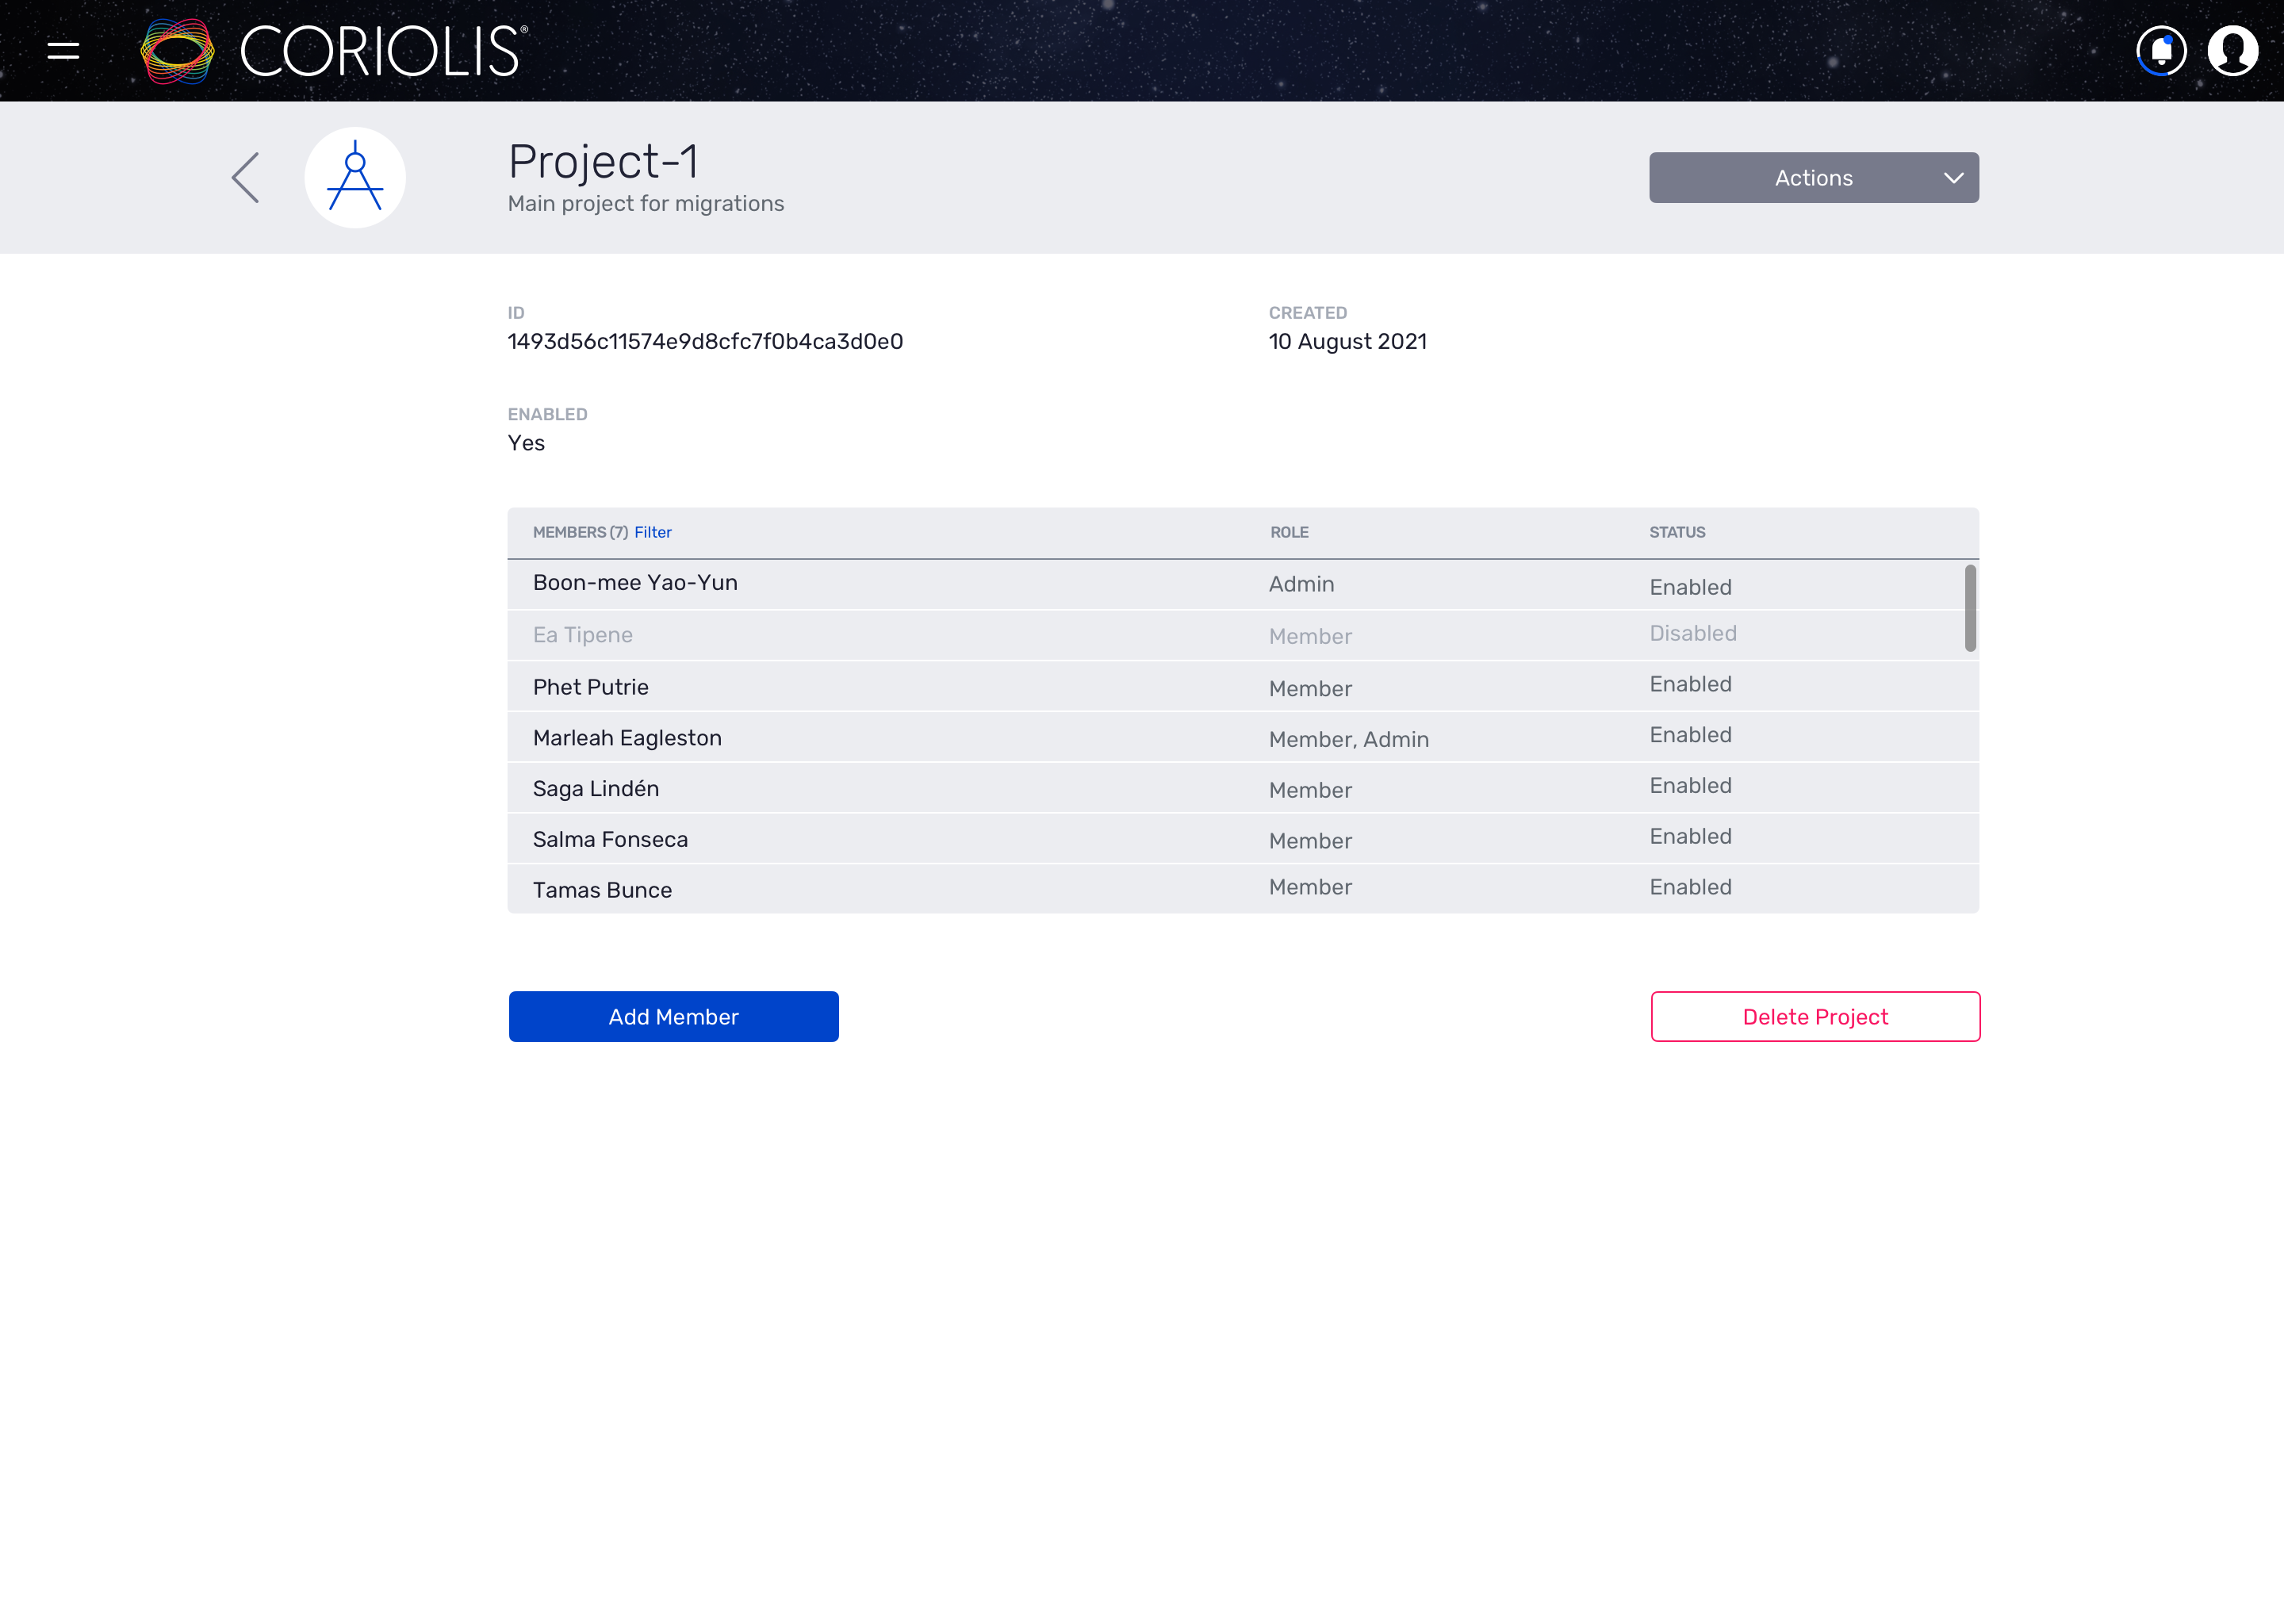 CORIOLIS®
Project-1
Main project for migrations
Actions
ID
1493d56c11574e9d8cfc7f0b4ca3d0e0
CREATED
10 August 2021
ENABLED
Yes
MEMBERS (7) Filter ROLE STATUS
Boon-mee Yao-Yun Admin Enabled
Ea Tipene Member Disabled
Phet Putrie Member Enabled
Marleah Eagleston Member, Admin Enabled
Saga Lindén Member Enabled
Salma Fonseca Member Enabled
Tamas Bunce Member Enabled
Add Member
Delete Project